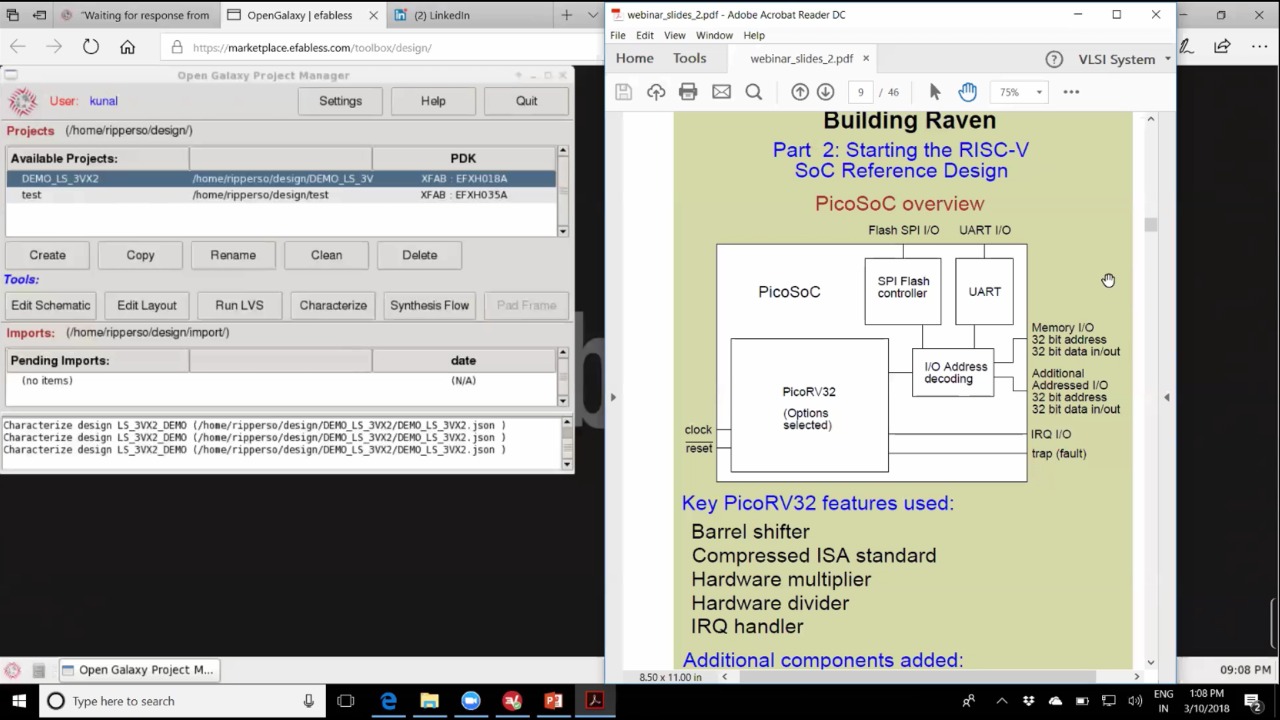 "Waiting for response from
OpenGalaxy | efabless
(2) LinkedIn
https://marketplace.efabless.com/toolbox/design/
Open Galaxy Project Manager
User: kunal
Settings
Help
Quit
Projects (/home/ripperso/design/)
Available Projects: PDK
DEMO_LS_3VX2 /home/ripperso/design/DEMO_LS_3V XFAB : EFXH018A
test /home/ripperso/design/test XFAB : EFXH035A
Create Copy Rename Clean Delete
Tools:
Edit Schematic Edit Layout Run LVS Characterize Synthesis Flow Pad Frame
Imports: (/home/ripperso/design/import/)
Pending Imports: date
(no items) (N/A)
Characterize design LS_3VX2_DEMO (/home/ripperso/design/DEMO_LS_3VX2/DEMO_LS_3VX2.json )
Characterize design LS_3VX2_DEMO (/home/ripperso/design/DEMO_LS_3VX2/DEMO_LS_3VX2.json )
Characterize design LS_3VX2_DEMO (/home/ripperso/design/DEMO_LS_3VX2/DEMO_LS_3VX2.json )
Open Galaxy Project M...
09:08 PM
webinar_slides_2.pdf - Adobe Acrobat Reader DC
File Edit View Window Help
Home Tools webinar_slides_2.pdf × VLSI System
9 / 46 75%
Building Raven
Part 2: Starting the RISC-V
SoC Reference Design
PicoSoC overview
Flash SPI I/O UART I/O
PicoSoC
SPI Flash
controller
UART
Memory I/O
32 bit address
32 bit data in/out
I/O Address
decoding
Additional
Addressed I/O
32 bit address
32 bit data in/out
PicoRV32
(Options
selected)
clock
reset
IRQ I/O
trap (fault)
Key PicoRV32 features used:
Barrel shifter
Compressed ISA standard
Hardware multiplier
Hardware divider
IRQ handler
Additional components added:
8.50 x 11.00 in
Type here to search
ENG
IN
1:08 PM
3/10/2018
2